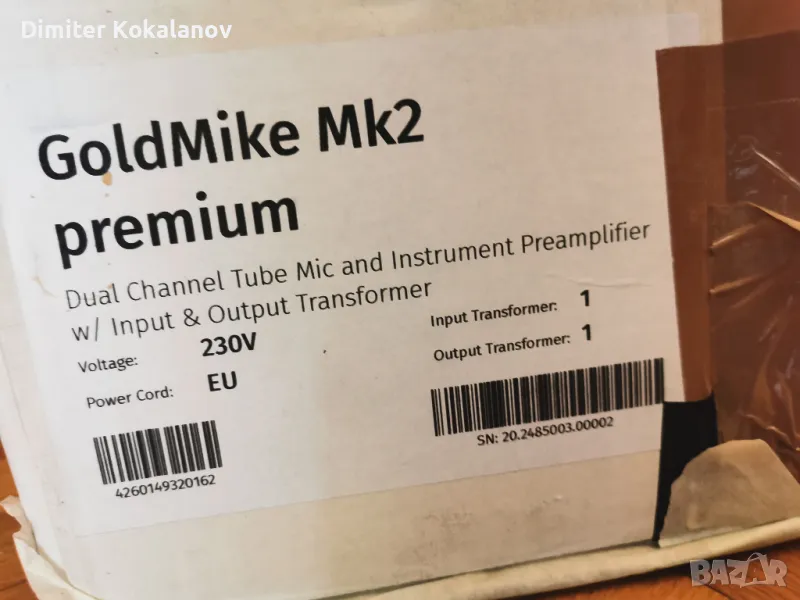 Dimiter Kokalanov
GoldMike Mk2
premium
Dual Channel Tube Mic and Instrument Preamplifier
w/ Input & Output Transformer
Voltage: 230V
Power Cord: EU
Input Transformer: 1
Output Transformer: 1
4260149320162
SN: 20.2485003.00002
BAZAR